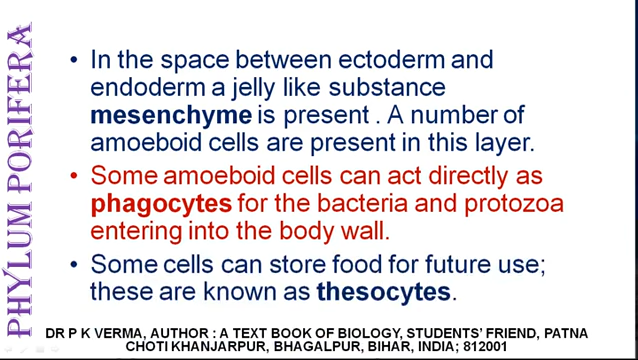 PHYLUM PORIFERA
• In the space between ectoderm and
endoderm a jelly like substance
mesenchyme is present . A number of
amoeboid cells are present in this layer.
• Some amoeboid cells can act directly as
phagocytes for the bacteria and protozoa
entering into the body wall.
• Some cells can store food for future use;
these are known as thesocytes.
DR P K VERMA, AUTHOR : A TEXT BOOK OF BIOLOGY, STUDENTS' FRIEND, PATNA
CHOTI KHANJARPUR, BHAGALPUR, BIHAR, INDIA; 812001